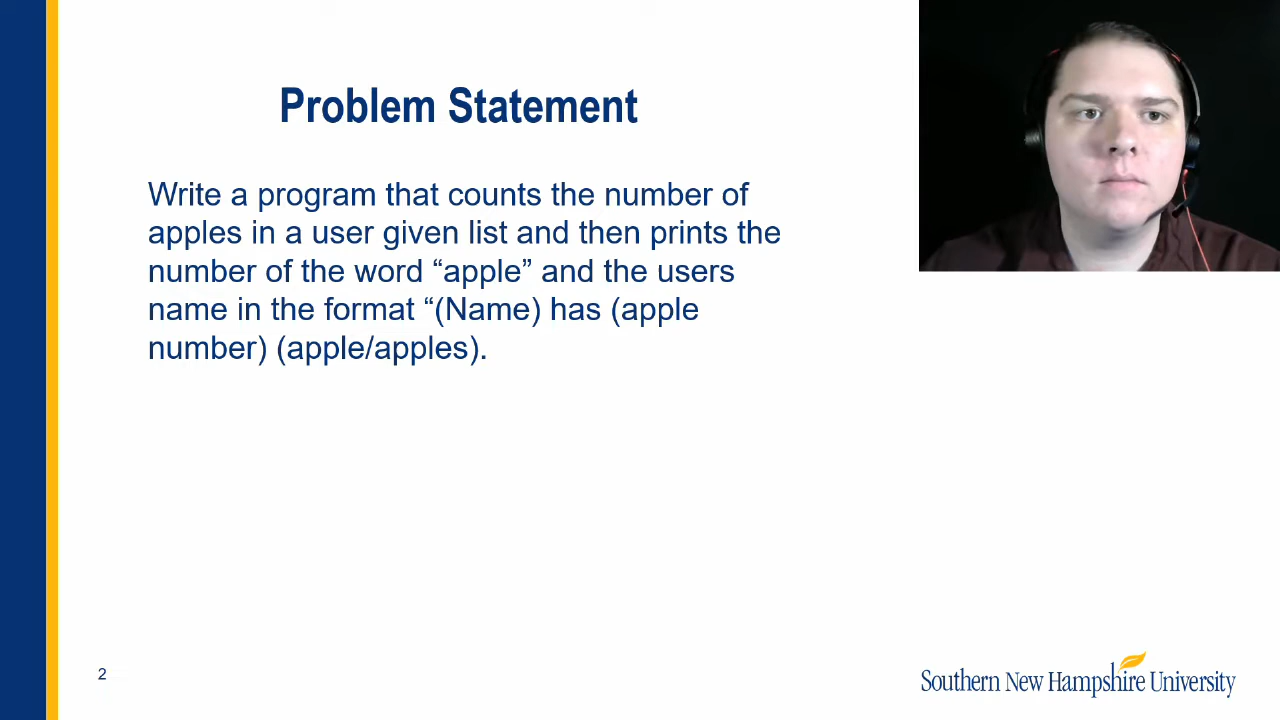 Problem Statement
Write a program that counts the number of
apples in a user given list and then prints the
number of the word “apple” and the users
name in the format “(Name) has (apple
number) (apple/apples).
2
Southern New Hampshire University